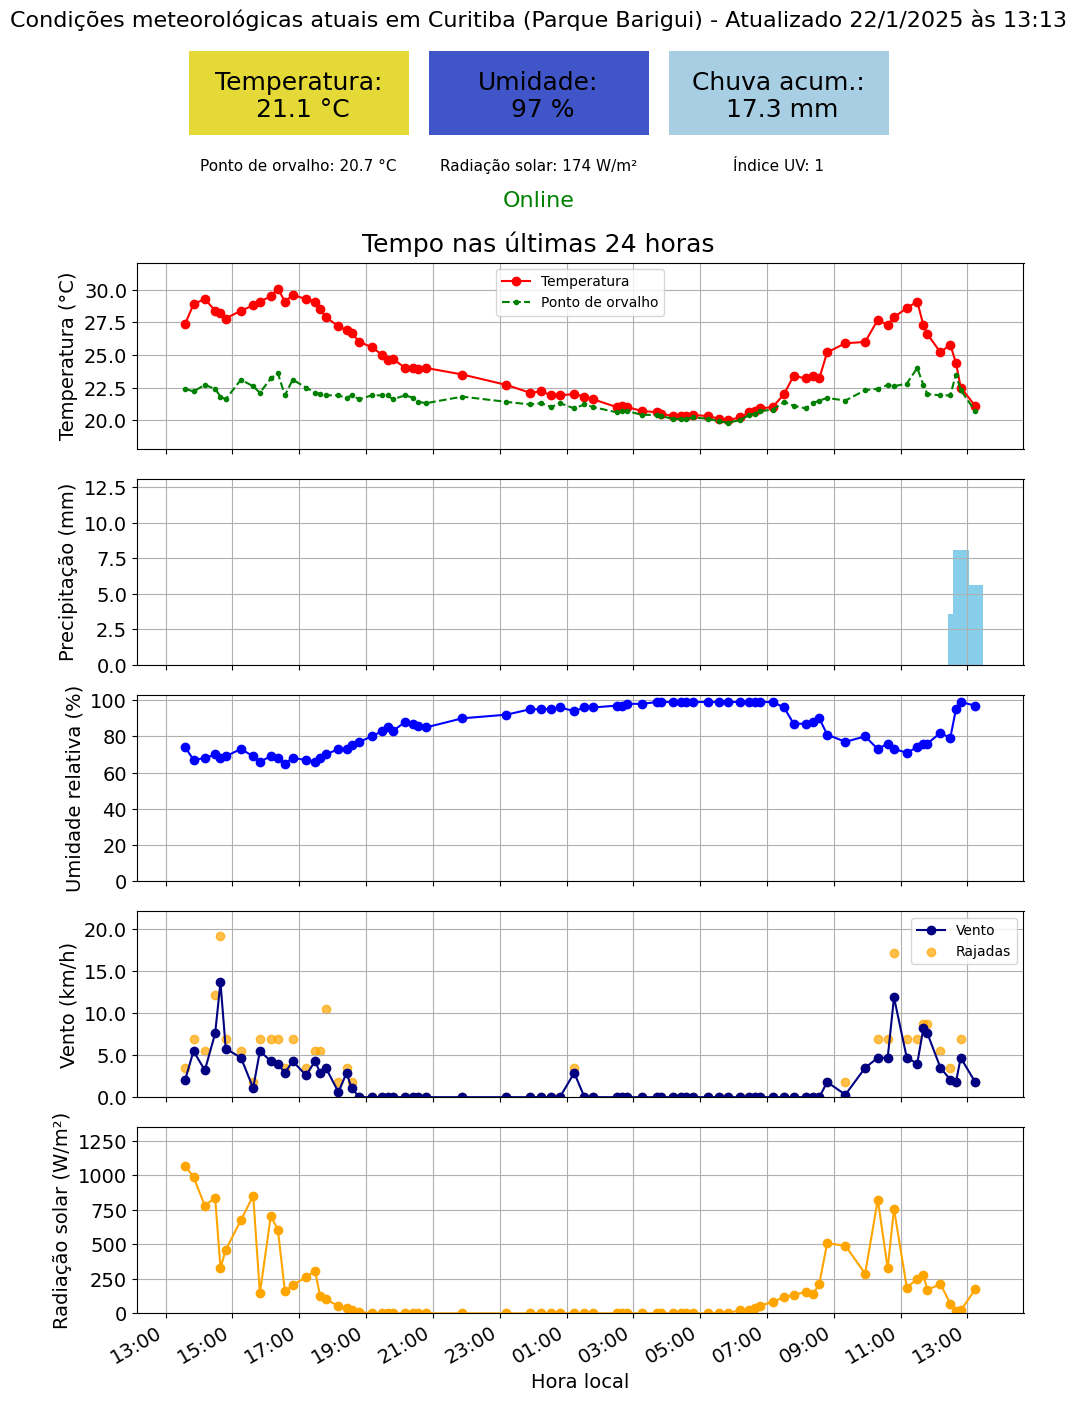 Condições meteorológicas atuais em Curitiba (Parque Barigui) - Atualizado 22/1/2025 às 13:13
Temperatura:
21.1 °C
Umidade:
97 %
Chuva acum.:
17.3 mm
Ponto de orvalho: 20.7 °C
Radiação solar: 174 W/m²
Índice UV: 1
Online
Tempo nas últimas 24 horas
Temperatura (°C)
30.0
27.5
25.0
22.5
20.0
Temperatura
Ponto de orvalho
Precipitação (mm)
12.5
10.0
7.5
5.0
2.5
0.0
Umidade relativa (%)
100
80
60
40
20
0
Vento (km/h)
20.0
15.0
10.0
5.0
0.0
Vento
Rajadas
Radiação solar (W/m²)
1250
1000
750
500
250
0
13:00
15:00
17:00
19:00
21:00
23:00
01:00
03:00
05:00
07:00
09:00
11:00
13:00
Hora local